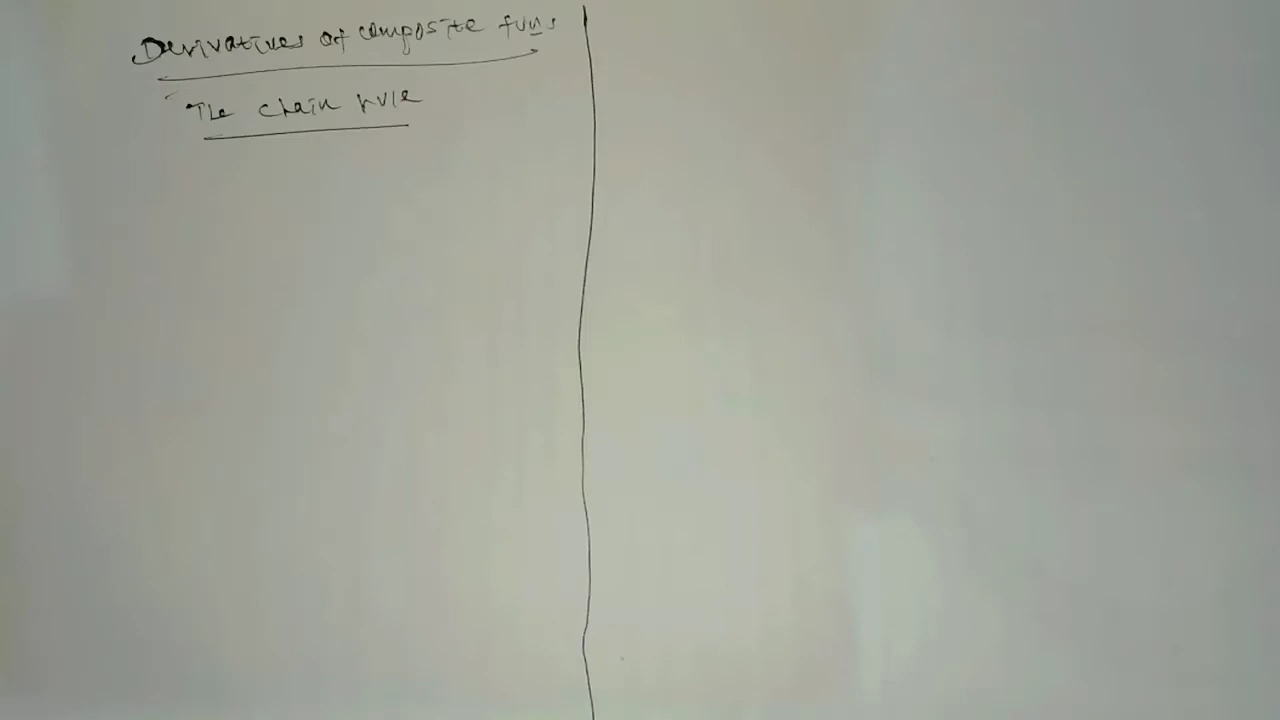 Derivatives of composite funs
The chain rule